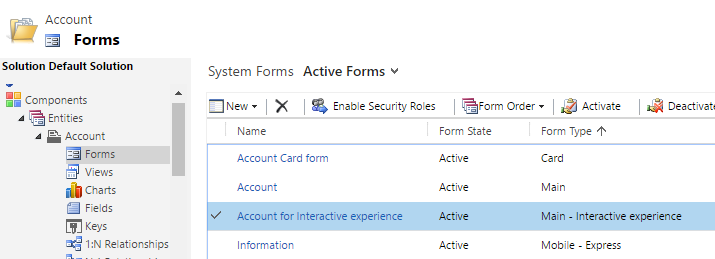 Account
Forms
Solution Default Solution
Components
Entities
Account
Forms
Views
Charts
Fields
Keys
1:N Relationships
System Forms Active Forms
New Enable Security Roles Form Order Activate Deactivate
Name Form State Form Type
Account Card form Active Card
Account Active Main
Account for Interactive experience Active Main - Interactive experience
Information Active Mobile - Express